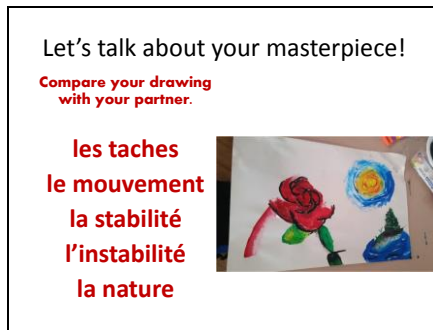 Let’s talk about your masterpiece!
Compare your drawing
with your partner.
les taches
le mouvement
la stabilité
l’instabilité
la nature